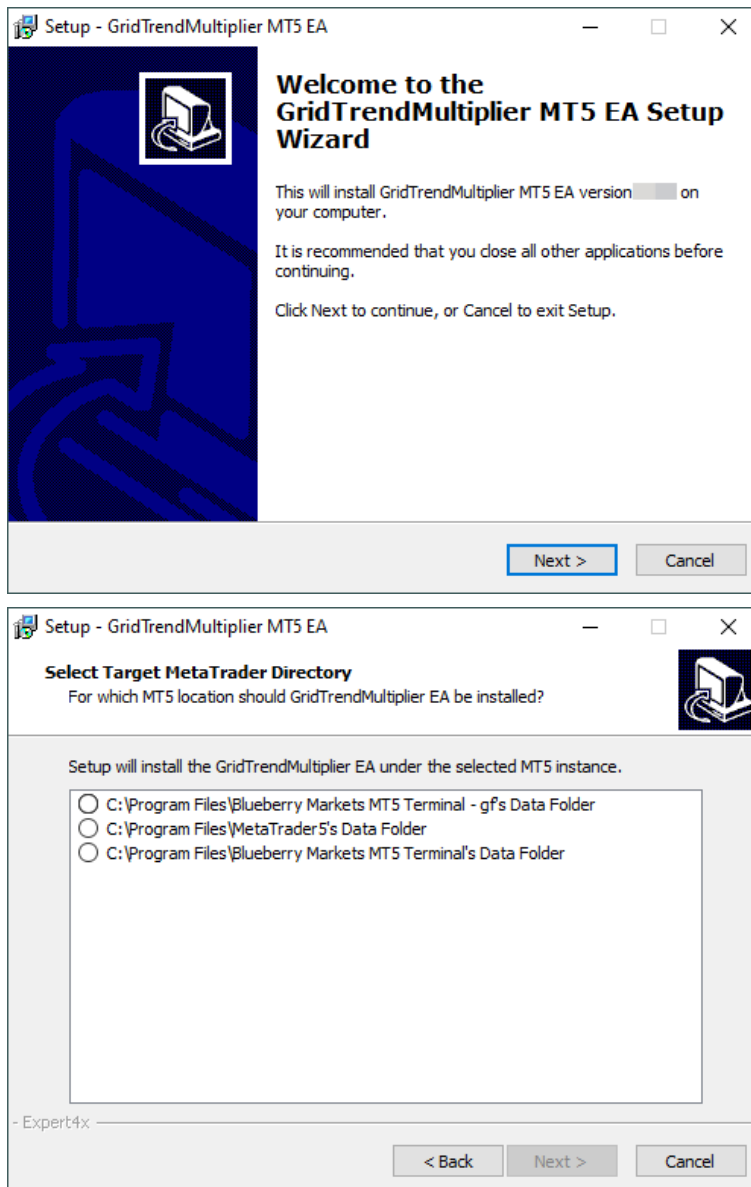 Setup - GridTrendMultiplier MT5 EA
Welcome to the
GridTrendMultiplier MT5 EA Setup
Wizard
This will install GridTrendMultiplier MT5 EA version on
your computer.
It is recommended that you close all other applications before
continuing.
Click Next to continue, or Cancel to exit Setup.
Next >
Cancel
Setup - GridTrendMultiplier MT5 EA
Select Target MetaTrader Directory
For which MT5 location should GridTrendMultiplier EA be installed?
Setup will install the GridTrendMultiplier EA under the selected MT5 instance.
C:\Program Files\Blueberry Markets MT5 Terminal - gf's Data Folder
C:\Program Files\MetaTrader5's Data Folder
C:\Program Files\Blueberry Markets MT5 Terminal's Data Folder
- Expert4x
< Back
Next >
Cancel